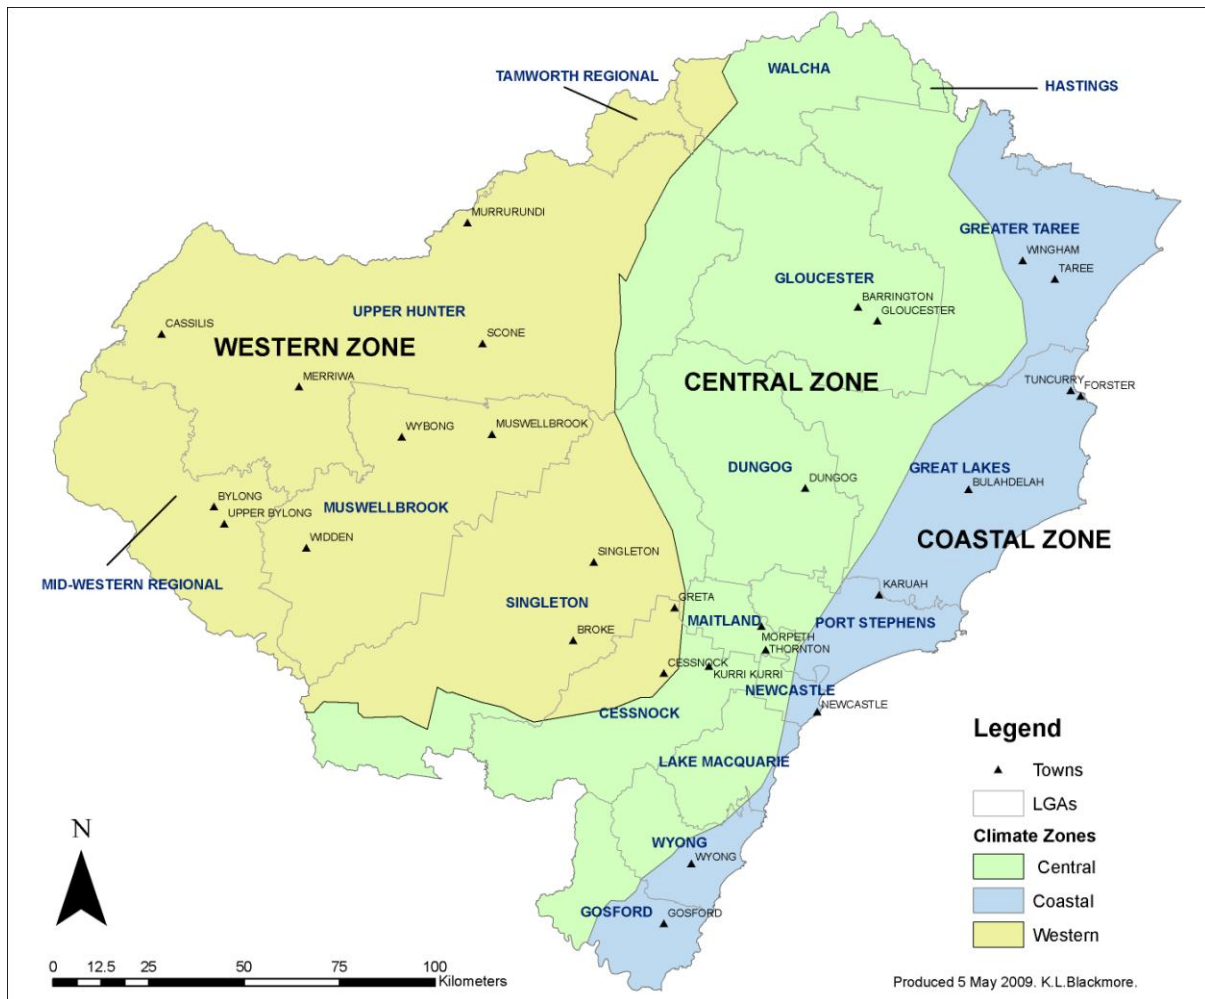 WALCHA
TAMWORTH REGIONAL
HASTINGS
MURRURUNDI
GREATER TAREE
WINGHAM
TAREE
GLOUCESTER
BARRINGTON
GLOUCESTER
UPPER HUNTER
CASSILIS
SCONE
WESTERN ZONE
MERRIWA
CENTRAL ZONE
TUNCURRY
FORSTER
WYBONG
MUSWELLBROOK
DUNGOG
DUNGOG
GREAT LAKES
BULAHDELAH
BYLONG
UPPER BYLONG
MUSWELLBROOK
WIDDEN
COASTAL ZONE
SINGLETON
MID-WESTERN REGIONAL
KARUAH
SINGLETON
GRETA
MAITLAND
PORT STEPHENS
BROKE
MORPETH
THORNTON
CESSNOCK
KURRI KURRI
NEWCASTLE
CESSNOCK
NEWCASTLE
LAKE MACQUARIE
WYONG
WYONG
GOSFORD
GOSFORD
Legend
Towns
LGAs
Climate Zones
Central
Coastal
Western
N
0 12.5 25 50 75 100
Kilometers
Produced 5 May 2009. K.L.Blackmore.